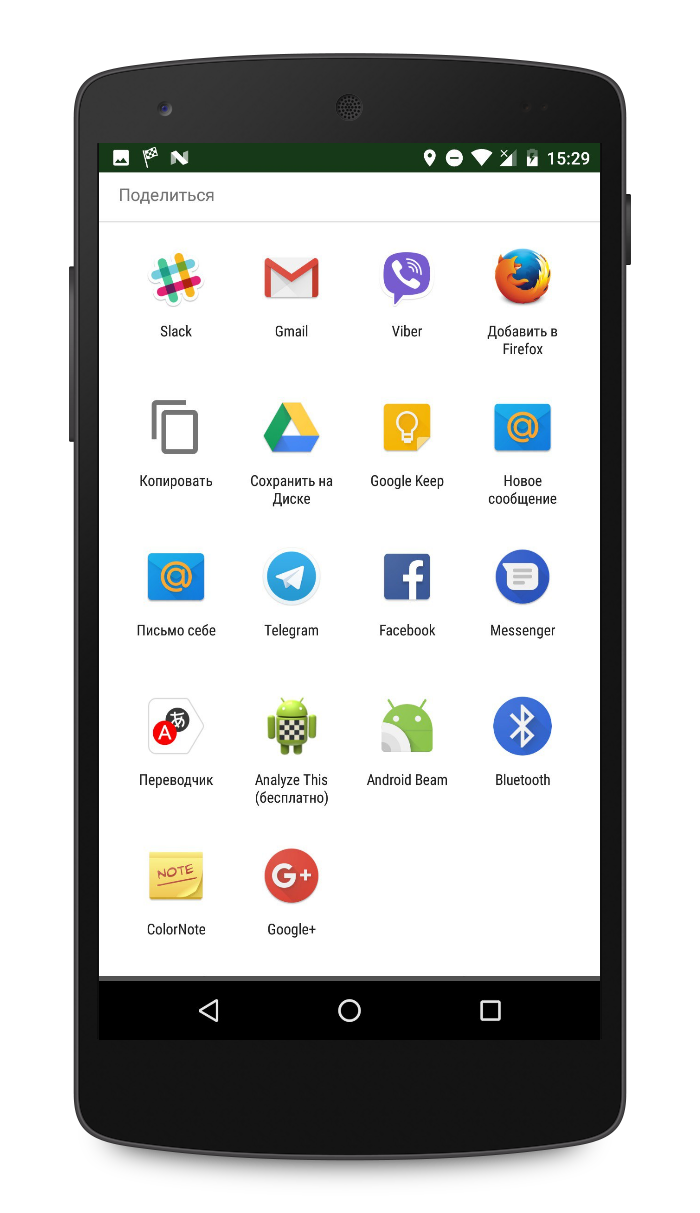 15:29
Поделиться
Slack
Gmail
Viber
Добавить в
Firefox
Копировать
Сохранить на
Диске
Google Keep
Новое
сообщение
Письмо себе
Telegram
Facebook
Messenger
Переводчик
Analyze This
(бесплатно)
Android Beam
Bluetooth
NOTE
ColorNote
G+
Google+